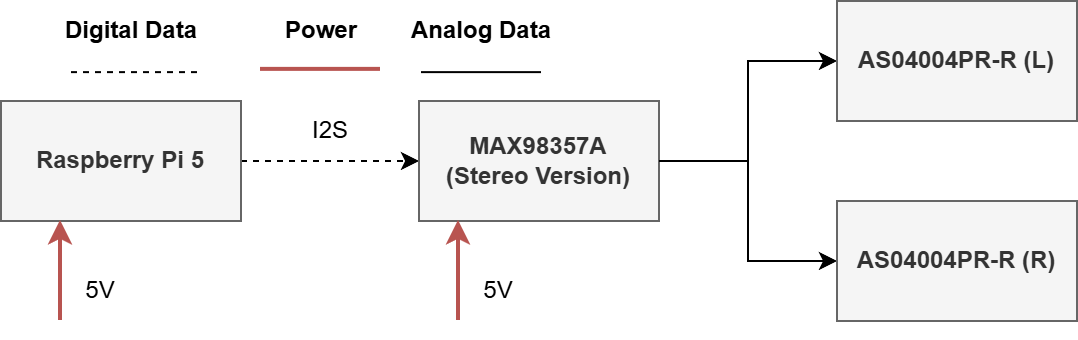 Digital Data
Power
Analog Data
AS04004PR-R (L)
I2S
Raspberry Pi 5
MAX98357A
(Stereo Version)
AS04004PR-R (R)
5V
5V